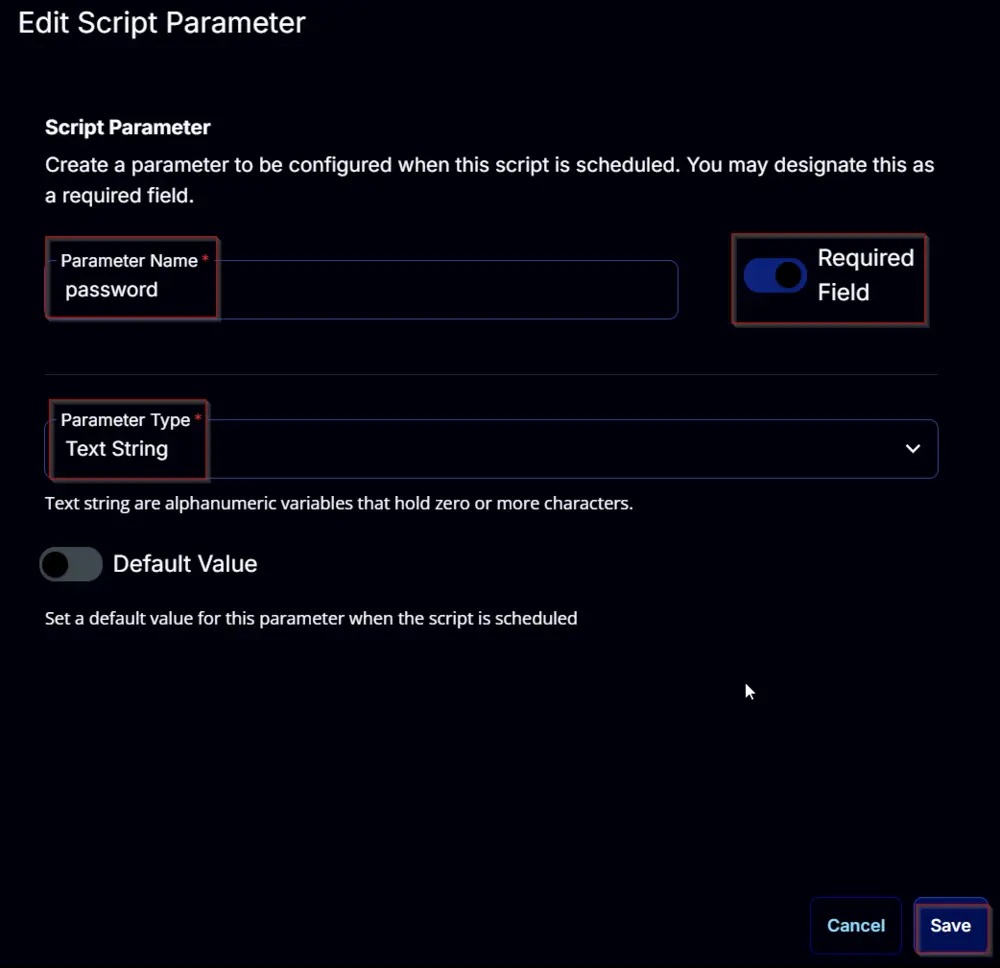 Edit Script Parameter
Script Parameter
Create a parameter to be configured when this script is scheduled. You may designate this as
a required field.
Parameter Name *
password
Required
Field
Parameter Type *
Text String
Text string are alphanumeric variables that hold zero or more characters.
Default Value
Set a default value for this parameter when the script is scheduled
Cancel
Save